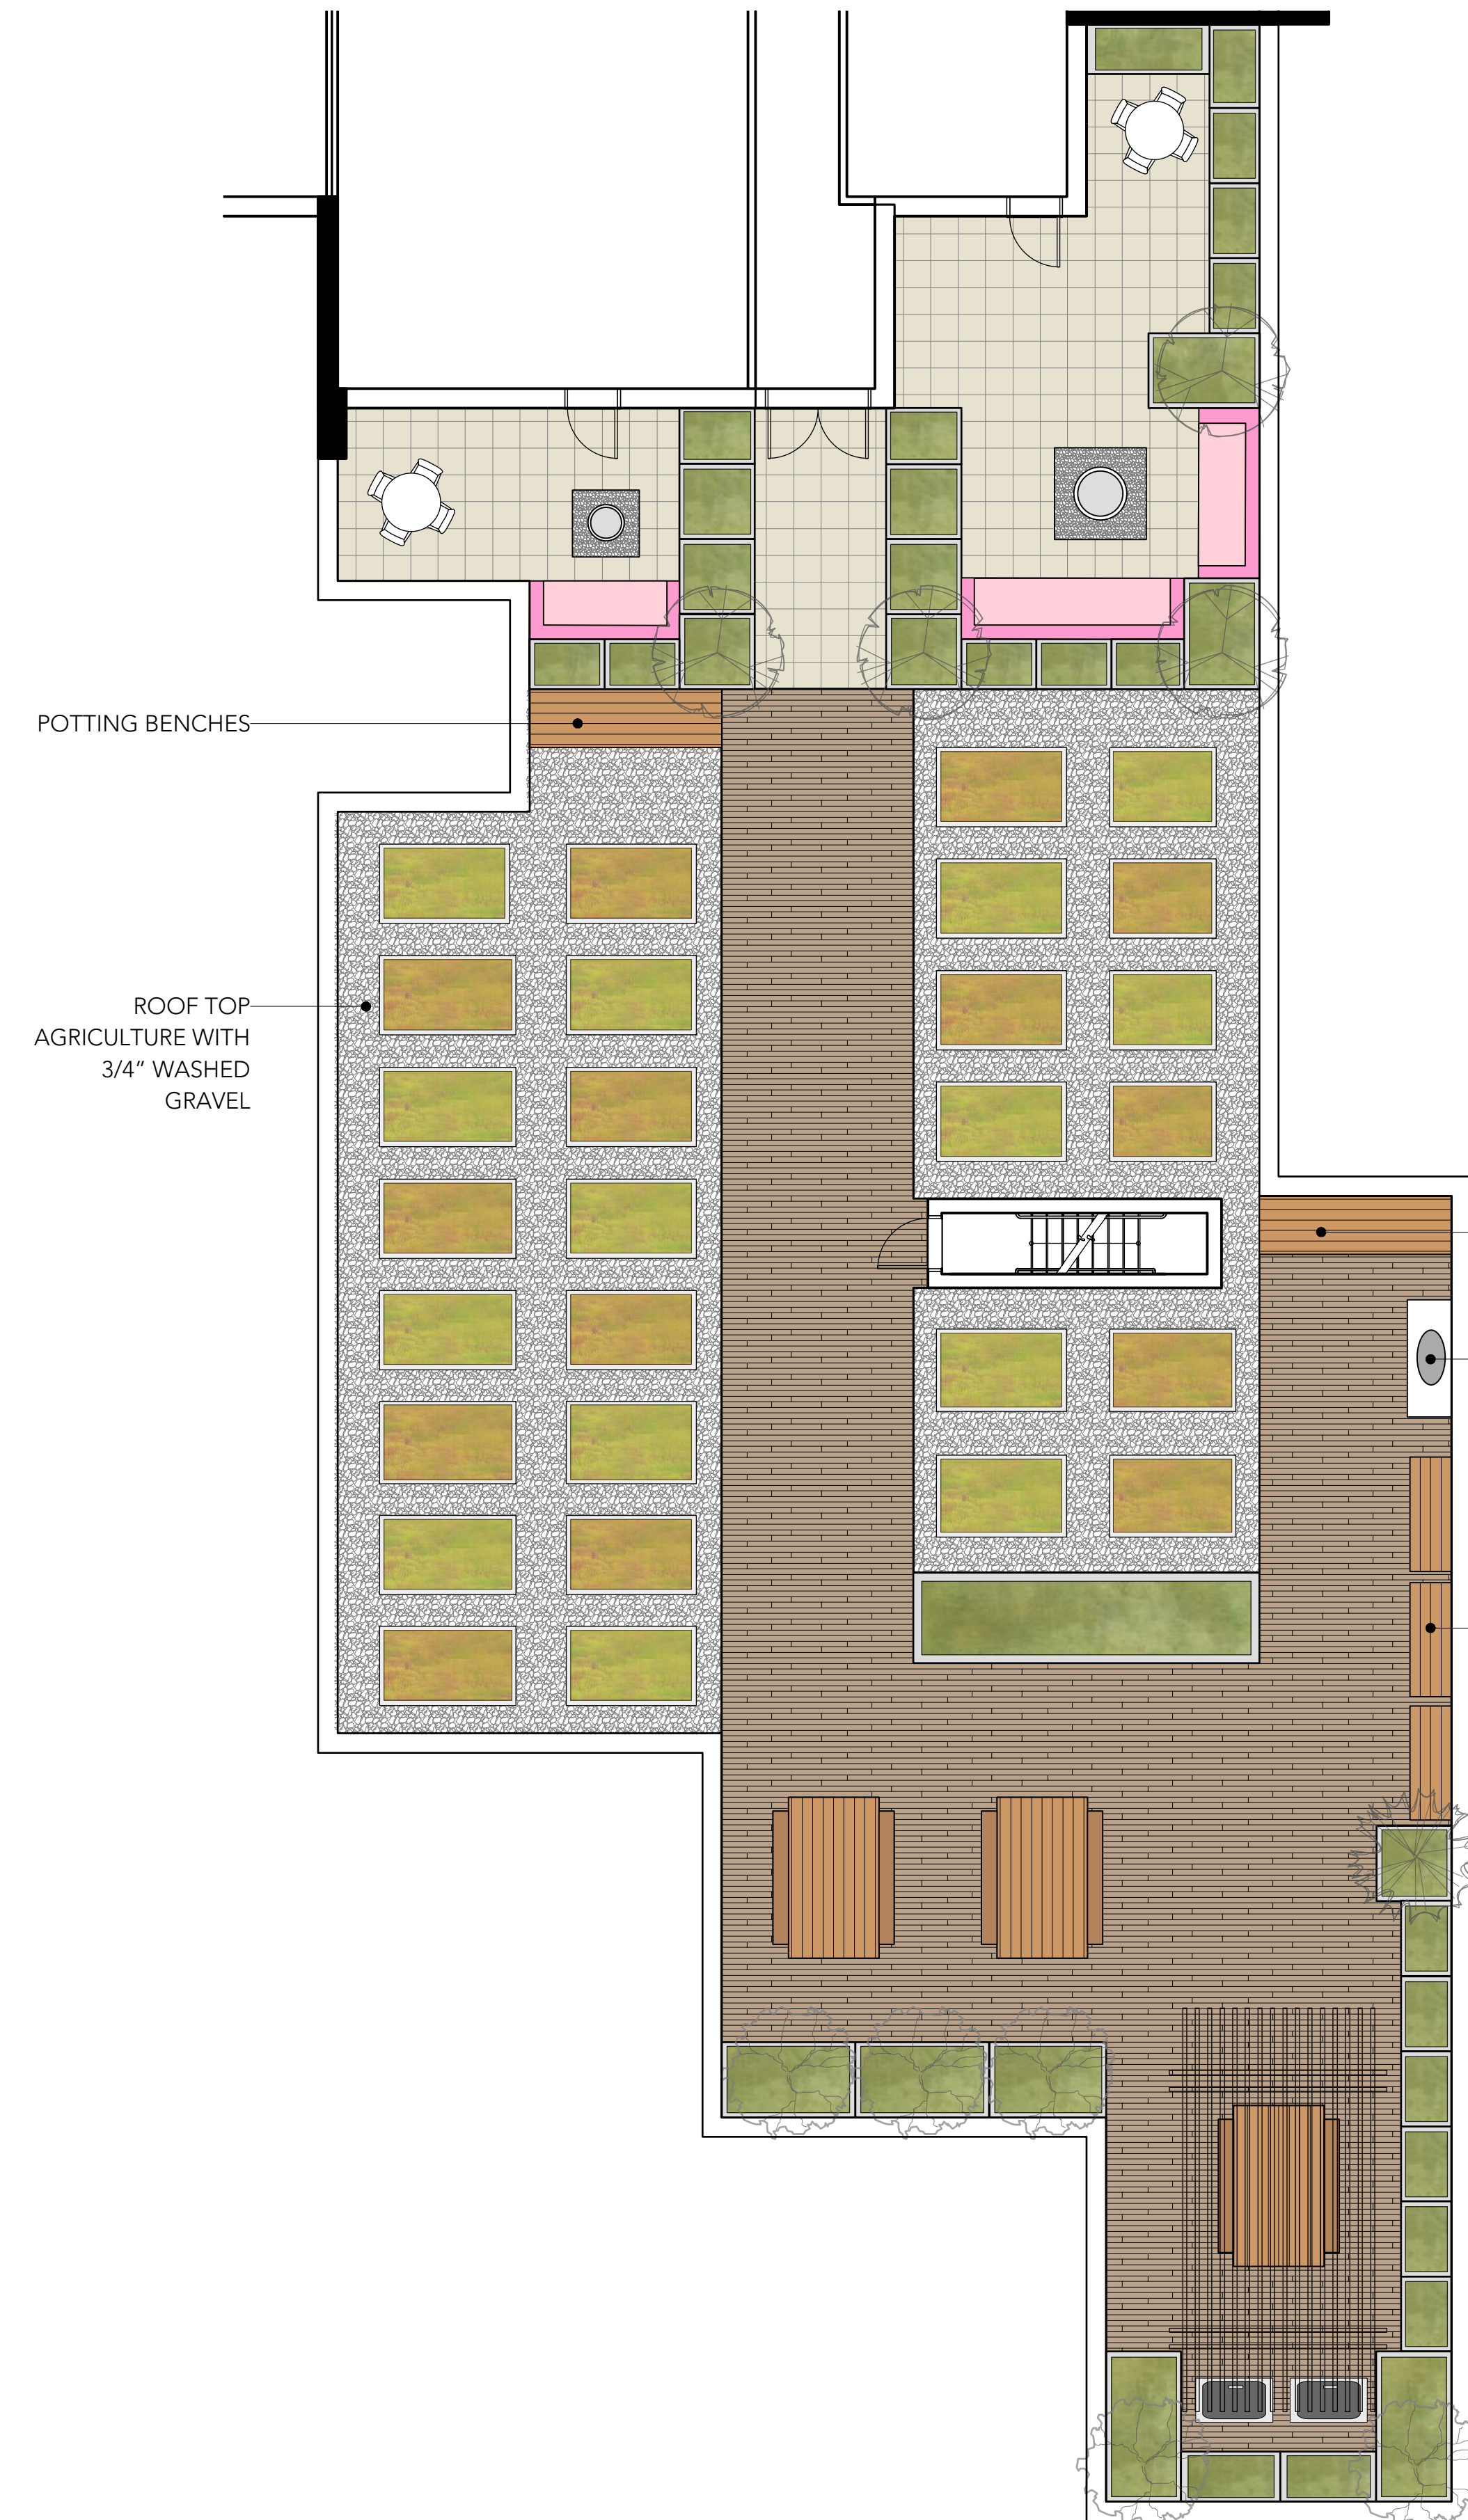 POTTING BENCHES
ROOF TOP
AGRICULTURE WITH
3/4” WASHED
GRAVEL